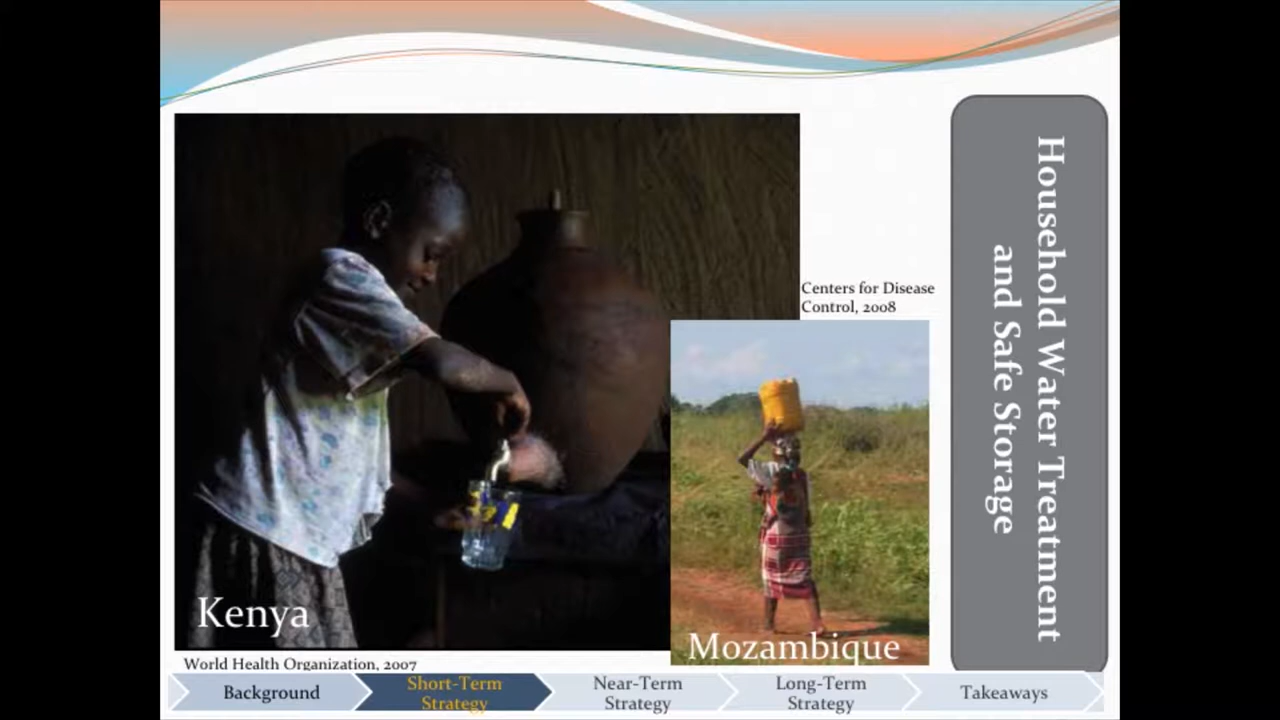 Household Water Treatment
and Safe Storage
Centers for Disease
Control, 2008
Kenya
Mozambique
World Health Organization, 2007
Background
Short-Term
Strategy
Near-Term
Strategy
Long-Term
Strategy
Takeaways